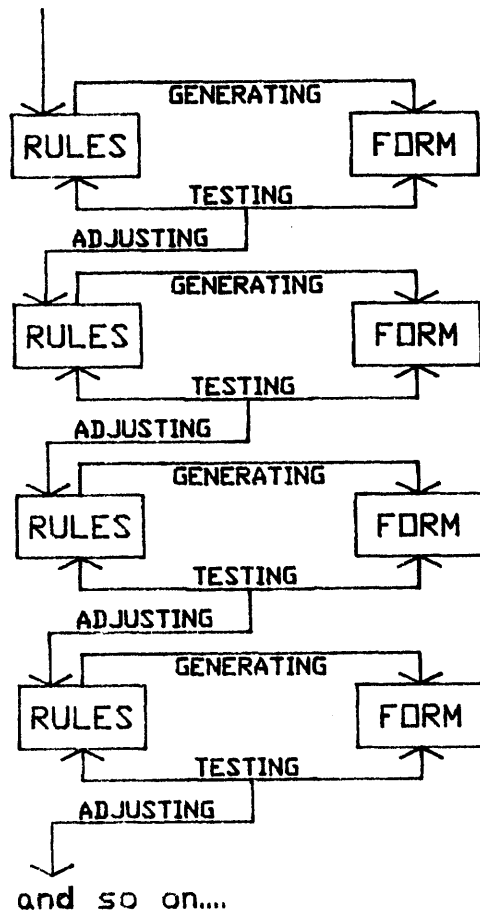 GENERATING
RULES FORM
TESTING
ADJUSTING
GENERATING
RULES FORM
TESTING
ADJUSTING
GENERATING
RULES FORM
TESTING
ADJUSTING
GENERATING
RULES FORM
TESTING
ADJUSTING
and so on....